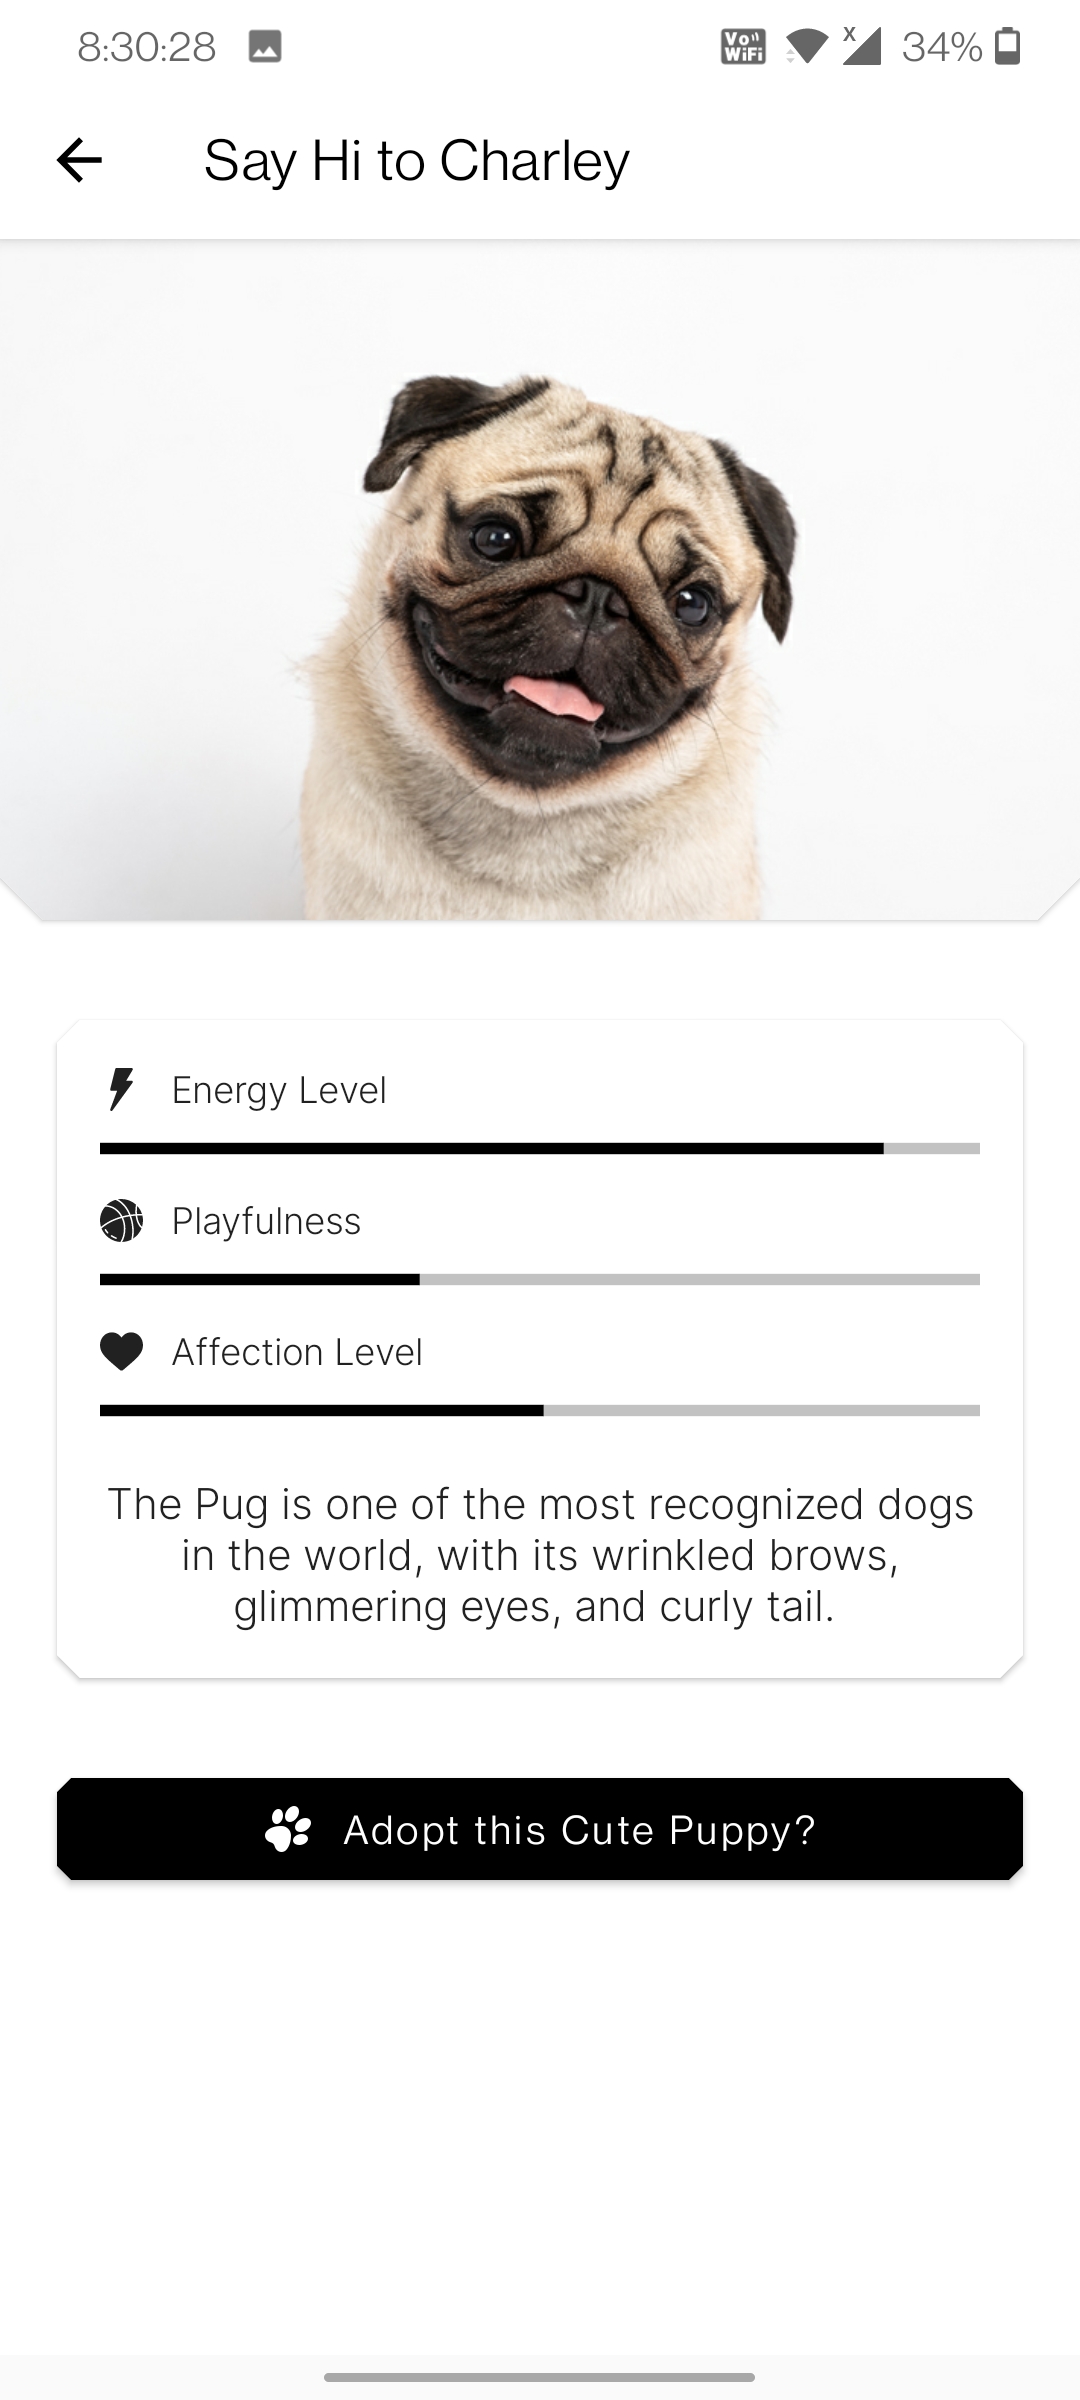 8:30:28
Vo
WiFi
X
34%
Say Hi to Charley
Energy Level
Playfulness
Affection Level
The Pug is one of the most recognized dogs
in the world, with its wrinkled brows,
glimmering eyes, and curly tail.
Adopt this Cute Puppy?